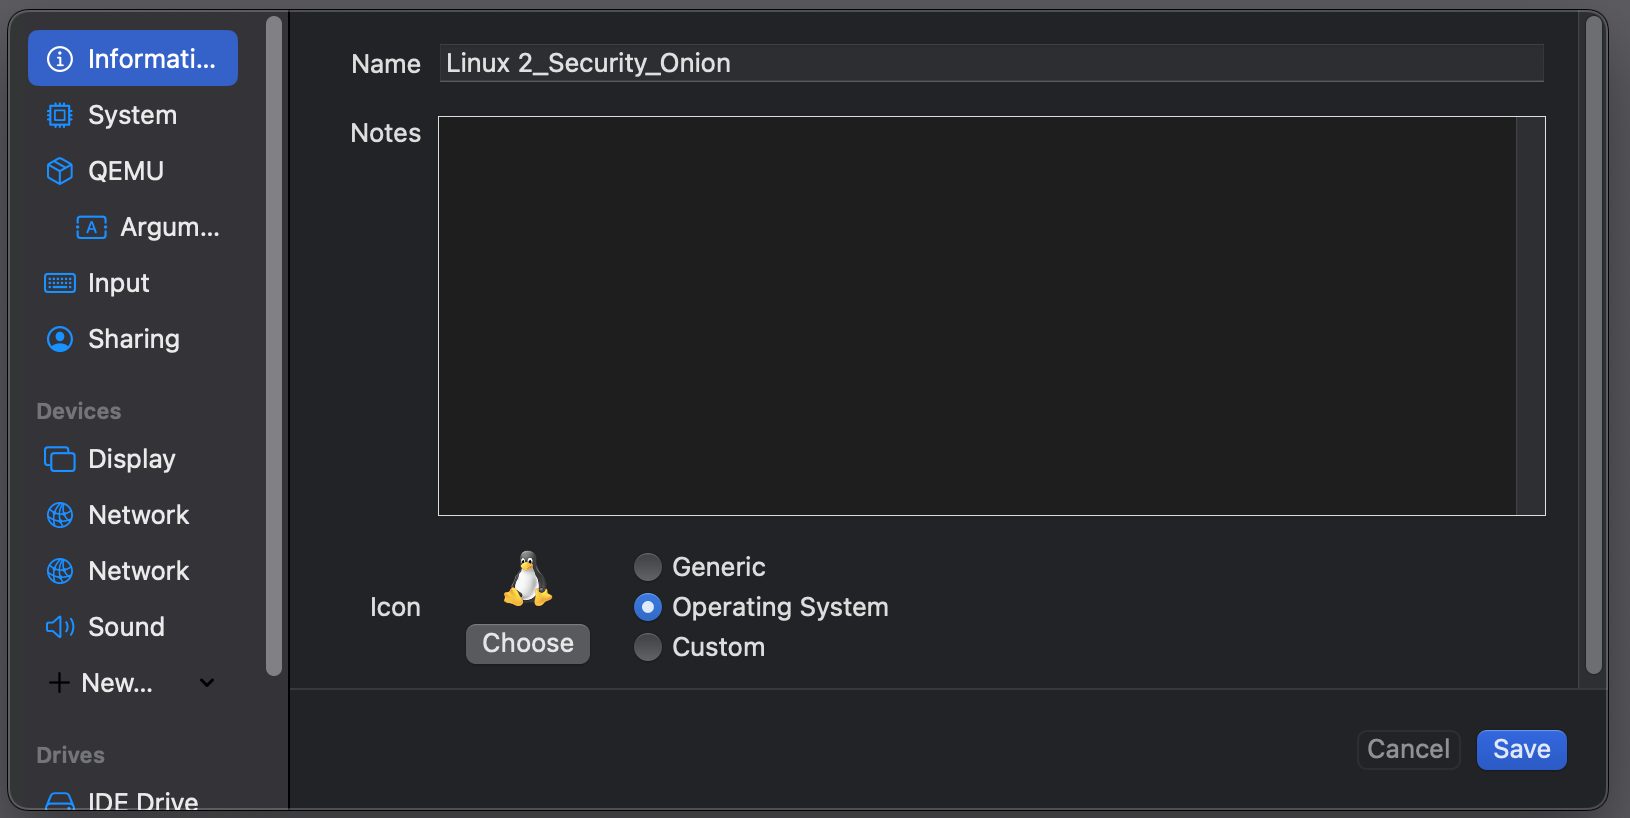 Informati...
System
QEMU
A
Argum...
Input
Sharing
Devices
Display
Network
Network
Sound
New...
Drives
IDE Drive
Name
Linux 2_Security_Onion
Notes
Icon
Choose
Generic
Operating System
Custom
Cancel
Save